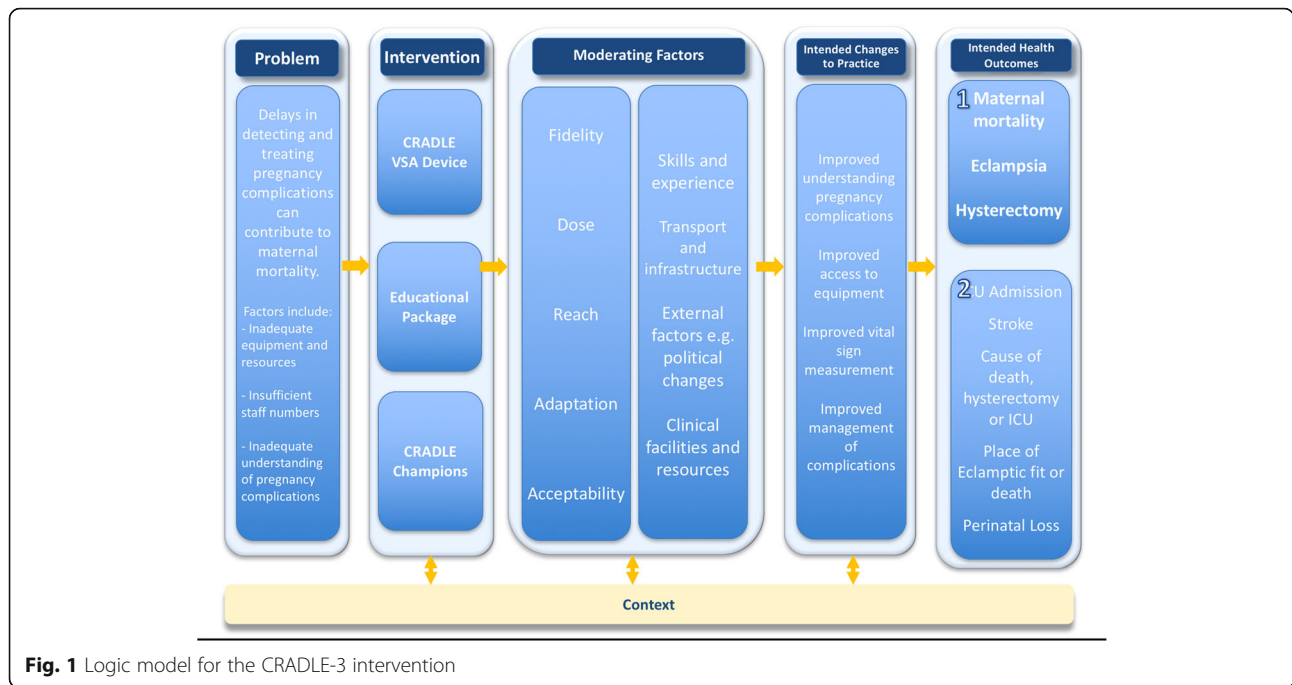 Problem
Delays in
detecting and
treating
pregnancy
complications
can
contribute to
maternal
mortality.
Factors include:
- Inadequate
equipment and
resources
- Insufficient
staff numbers
- Inadequate
understanding
of pregnancy
complications
Intervention
CRADLE
VSA Device
Educational
Package
CRADLE
Champions
Moderating Factors
Fidelity
Dose
Reach
Adaptation
Acceptability
Skills and
experience
Transport
and
infrastructure
External
factors e.g.
political
changes
Clinical
facilities and
resources
Intended Changes
to Practice
Improved
understanding
pregnancy
complications
Improved
access to
equipment
Improved vital
sign
measurement
Improved
management
of
complications
Intended Health
Outcomes
1 Maternal
mortality
Eclampsia
Hysterectomy
2 CU Admission
Stroke
Cause of
death,
hysterectomy
or ICU
Place of
Eclamptic fit or
death
Perinatal Loss
Context
Fig. 1 Logic model for the CRADLE-3 intervention